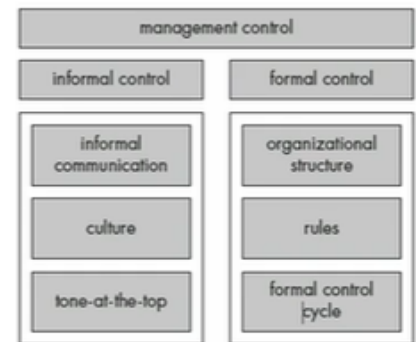 management control
informal control
formal control
informal
communication
culture
tone-at-the-top
organizational
structure
rules
formal control
cycle